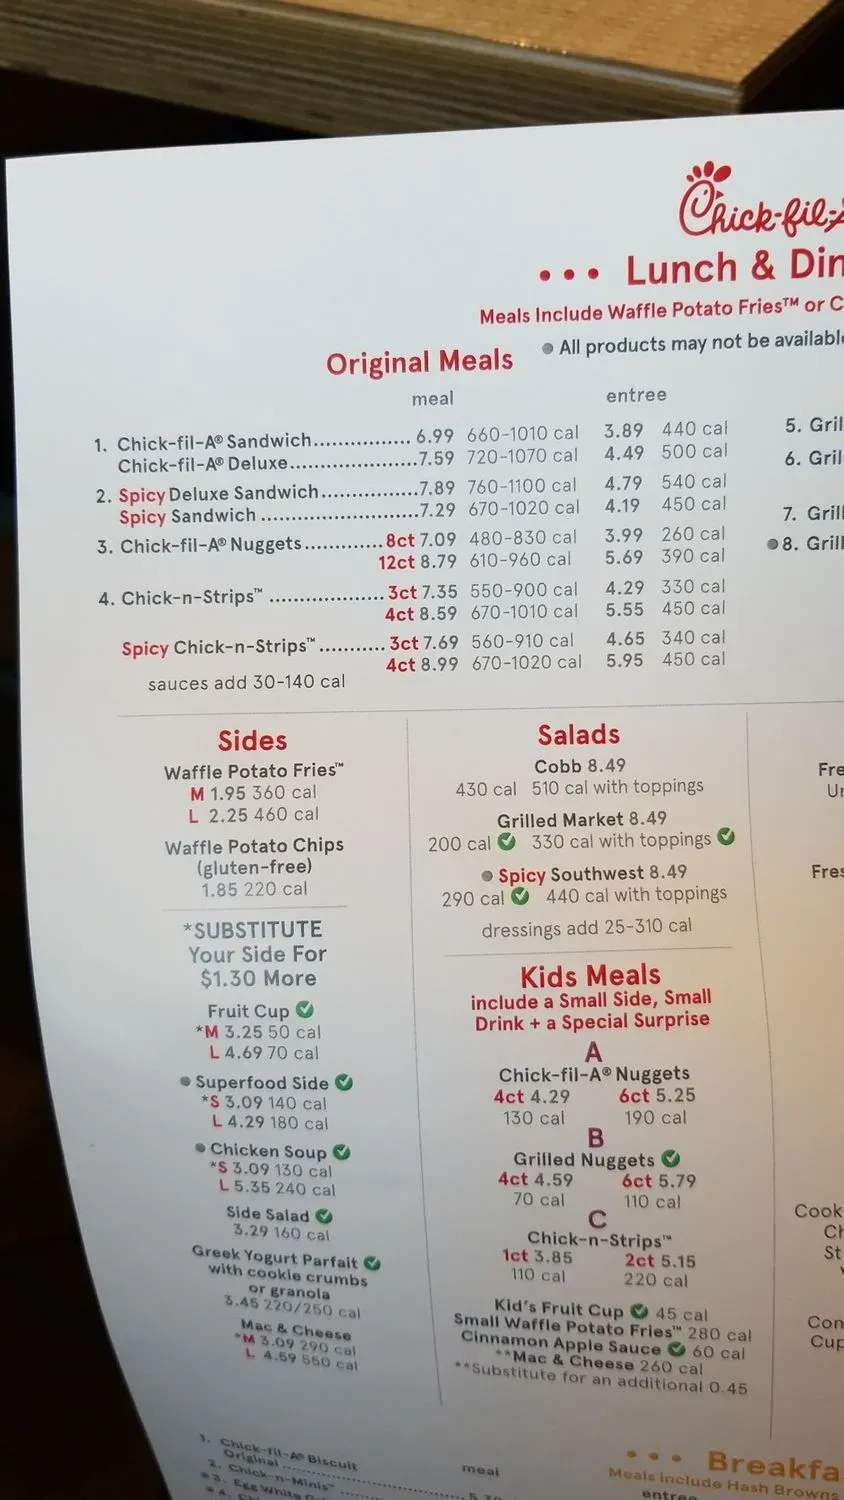 Chick-fil-A
••• Lunch & Din
Meals Include Waffle Potato Fries™ or C
Original Meals
● All products may not be available
meal entree
1. Chick-fil-A® Sandwich................ 6.99 660-1010 cal 3.89 440 cal 5. Gril
Chick-fil-A® Deluxe......................7.59 720-1070 cal 4.49 500 cal
2. Spicy Deluxe Sandwich.................7.89 760-1100 cal 4.79 540 cal 6. Gril
Spicy Sandwich ...........................7.29 670-1020 cal 4.19 450 cal
3. Chick-fil-A® Nuggets.............8ct 7.09 480-830 cal 3.99 260 cal 7. Grill
12ct 8.79 610-960 cal 5.69 390 cal ●8. Grill
4. Chick-n-Strips™ ....................3ct 7.35 550-900 cal 4.29 330 cal
4ct 8.59 670-1010 cal 5.55 450 cal
Spicy Chick-n-Strips™............3ct 7.69 560-910 cal 4.65 340 cal
4ct 8.99 670-1020 cal 5.95 450 cal
sauces add 30-140 cal
Sides
Waffle Potato Fries™
M 1.95 360 cal
L 2.25 460 cal
Waffle Potato Chips
(gluten-free)
1.85 220 cal
*SUBSTITUTE
Your Side For
$1.30 More
Fruit Cup
*M 3.25 50 cal
L 4.69 70 cal
● Superfood Side
*S 3.09 140 cal
L 4.29 180 cal
● Chicken Soup
*S 3.09 130 cal
L 5.35 240 cal
Side Salad
3.29 160 cal
Greek Yogurt Parfait
with cookie crumbs
or granola
3.45 220/250 cal
Mac & Cheese
*M 3.09 290 cal
L 4.59 550 cal
Salads
Cobb 8.49
430 cal 510 cal with toppings
Grilled Market 8.49
200 cal 330 cal with toppings
● Spicy Southwest 8.49
290 cal 440 cal with toppings
dressings add 25-310 cal
Kids Meals
include a Small Side, Small
Drink + a Special Surprise
A
Chick-fil-A® Nuggets
4ct 4.29 6ct 5.25
130 cal 190 cal
B
Grilled Nuggets
4ct 4.59 6ct 5.79
70 cal 110 cal
C
Chick-n-Strips™
1ct 3.85 2ct 5.15
110 cal 220 cal
Kid's Fruit Cup 45 cal
Small Waffle Potato Fries™ 280 cal
Cinnamon Apple Sauce 60 cal
**Mac & Cheese 260 cal
**Substitute for an additional 0.45
Fre
Ur
Fres
Cook
Ch
St
Con
Cup
••• Breakfa
Meals include Hash Browns
meal entree
1. Chick-fil-A® Biscuit
Original
2. Chick-n-Minis™
3. Egg White